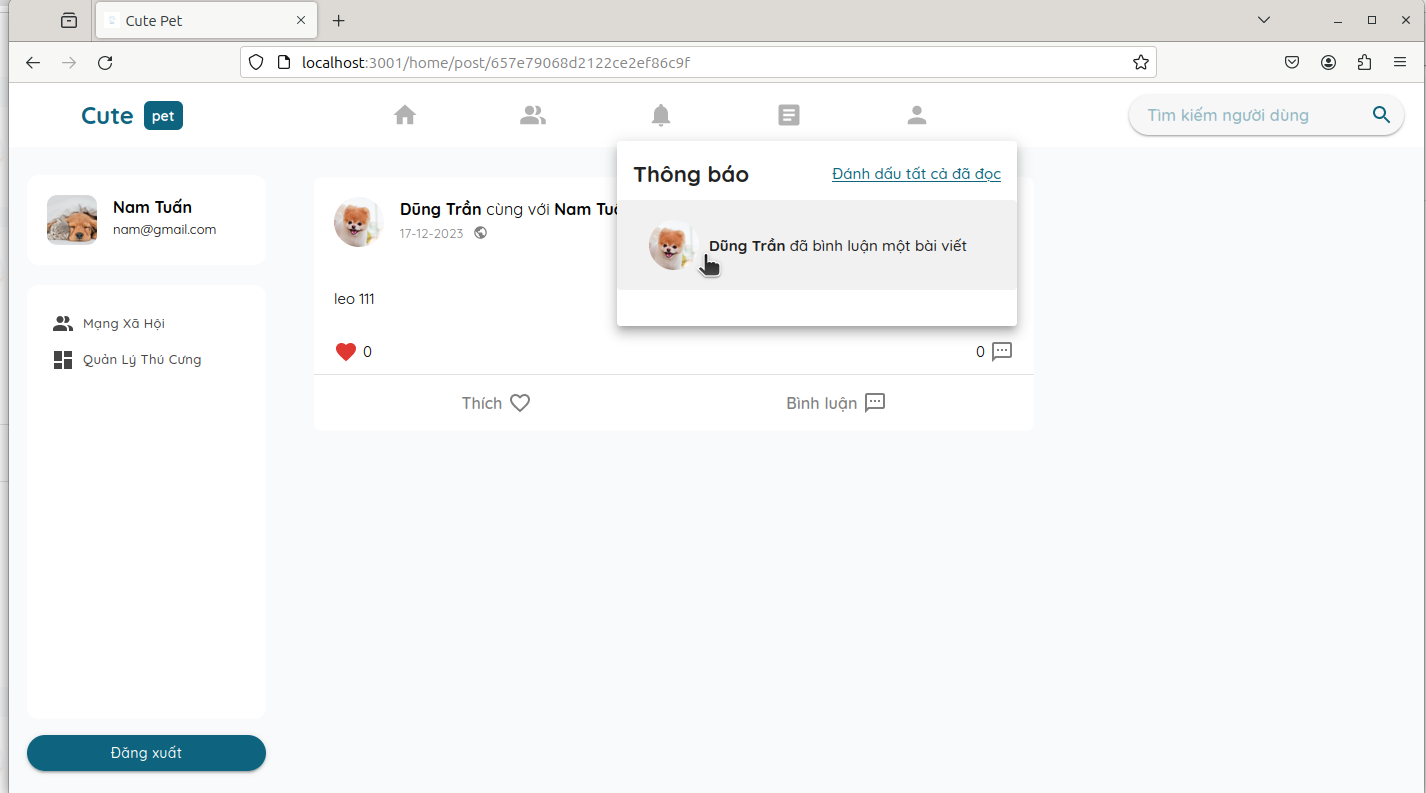 Cute Pet
localhost:3001/home/post/657e79068d2122ce2ef86c9f
Cute pet
Tìm kiếm người dùng
Nam Tuấn
nam@gmail.com
Mạng Xã Hội
Quản Lý Thú Cưng
Đăng xuất
Thông báo
Đánh dấu tất cả đã đọc
Dũng Trần đã bình luận một bài viết
Dũng Trần cùng với Nam
17-12-2023
leo 111
0
0
Thích
Bình luận